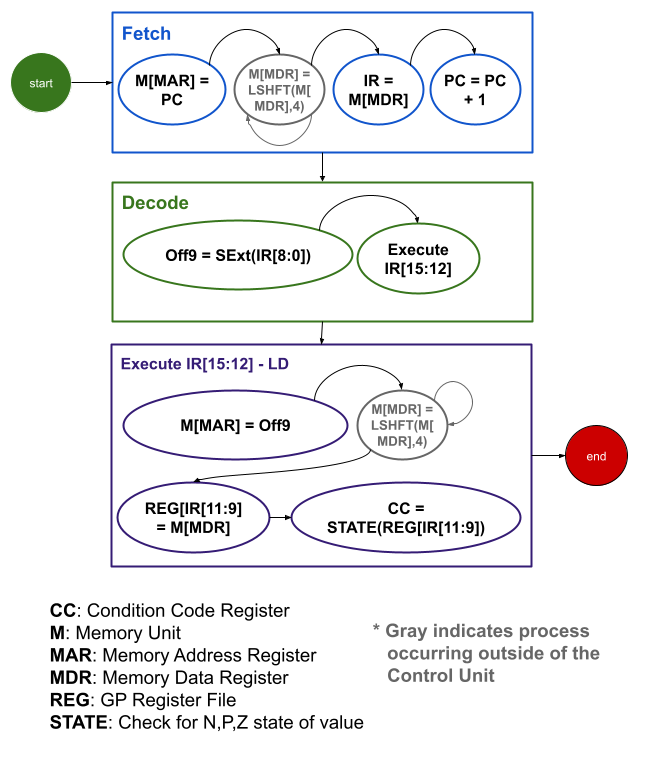 Fetch
start
M[MAR] =
PC
M[MDR] =
LSHFT(M[
MDR],4)
IR =
M[MDR]
PC = PC
+ 1
Decode
Off9 = SExt(IR[8:0])
Execute
IR[15:12]
Execute IR[15:12] - LD
M[MAR] = Off9
M[MDR] =
LSHFT(M[
MDR],4)
end
REG[IR[11:9]
= M[MDR]
CC =
STATE(REG[IR[11:9])
CC: Condition Code Register
M: Memory Unit
MAR: Memory Address Register
MDR: Memory Data Register
REG: GP Register File
STATE: Check for N,P,Z state of value
* Gray indicates process
occurring outside of the
Control Unit